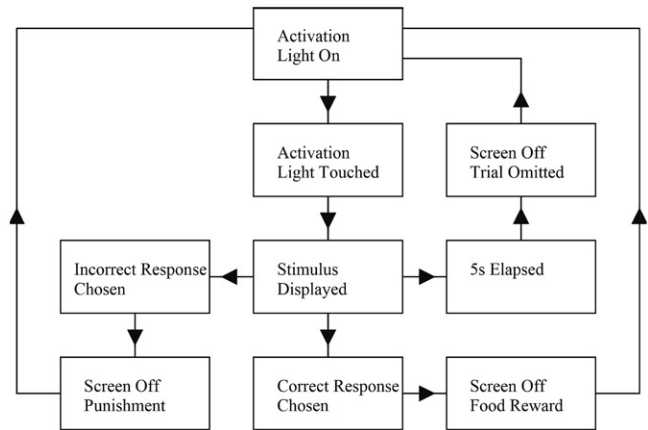 Activation
Light On
Activation
Light Touched
Screen Off
Trial Omitted
Incorrect Response
Chosen
Stimulus
Displayed
5s Elapsed
Screen Off
Punishment
Correct Response
Chosen
Screen Off
Food Reward